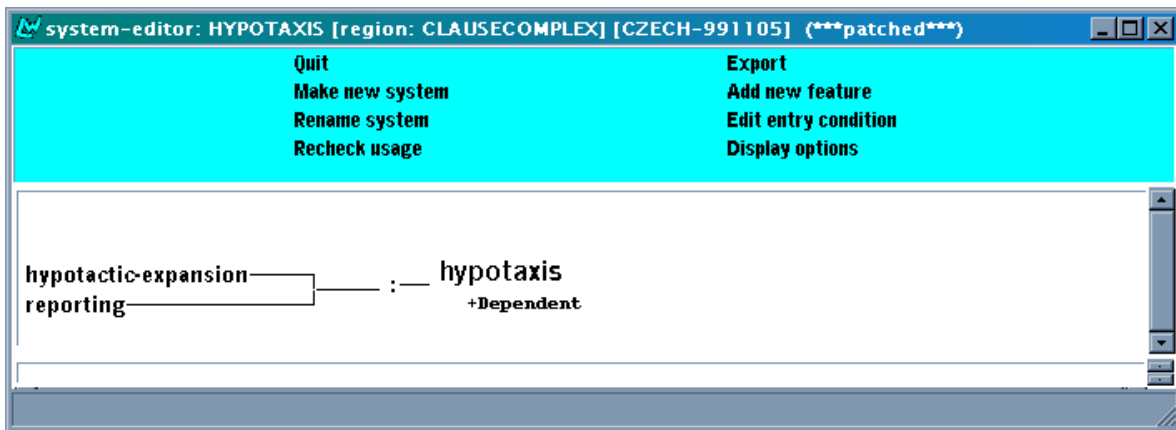 system-editor: HYPOTAXIS [region: CLAUSECOMPLEX] [CZECH-991105] (***patched***)
Quit Export
Make new system Add new feature
Rename system Edit entry condition
Recheck usage Display options
hypotactic-expansion : hypotaxis
reporting +Dependent